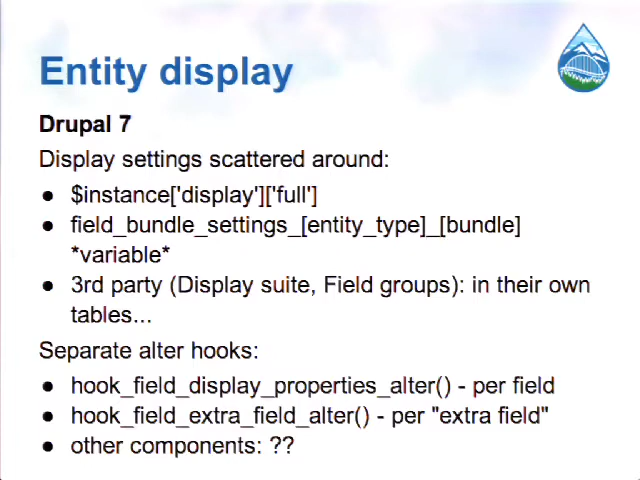 Entity display
Drupal 7
Display settings scattered around:
● $instance['display']['full']
● field_bundle_settings_[entity_type]_[bundle]
*variable*
● 3rd party (Display suite, Field groups): in their own
tables...
Separate alter hooks:
● hook_field_display_properties_alter() - per field
● hook_field_extra_field_alter() - per "extra field"
● other components: ??